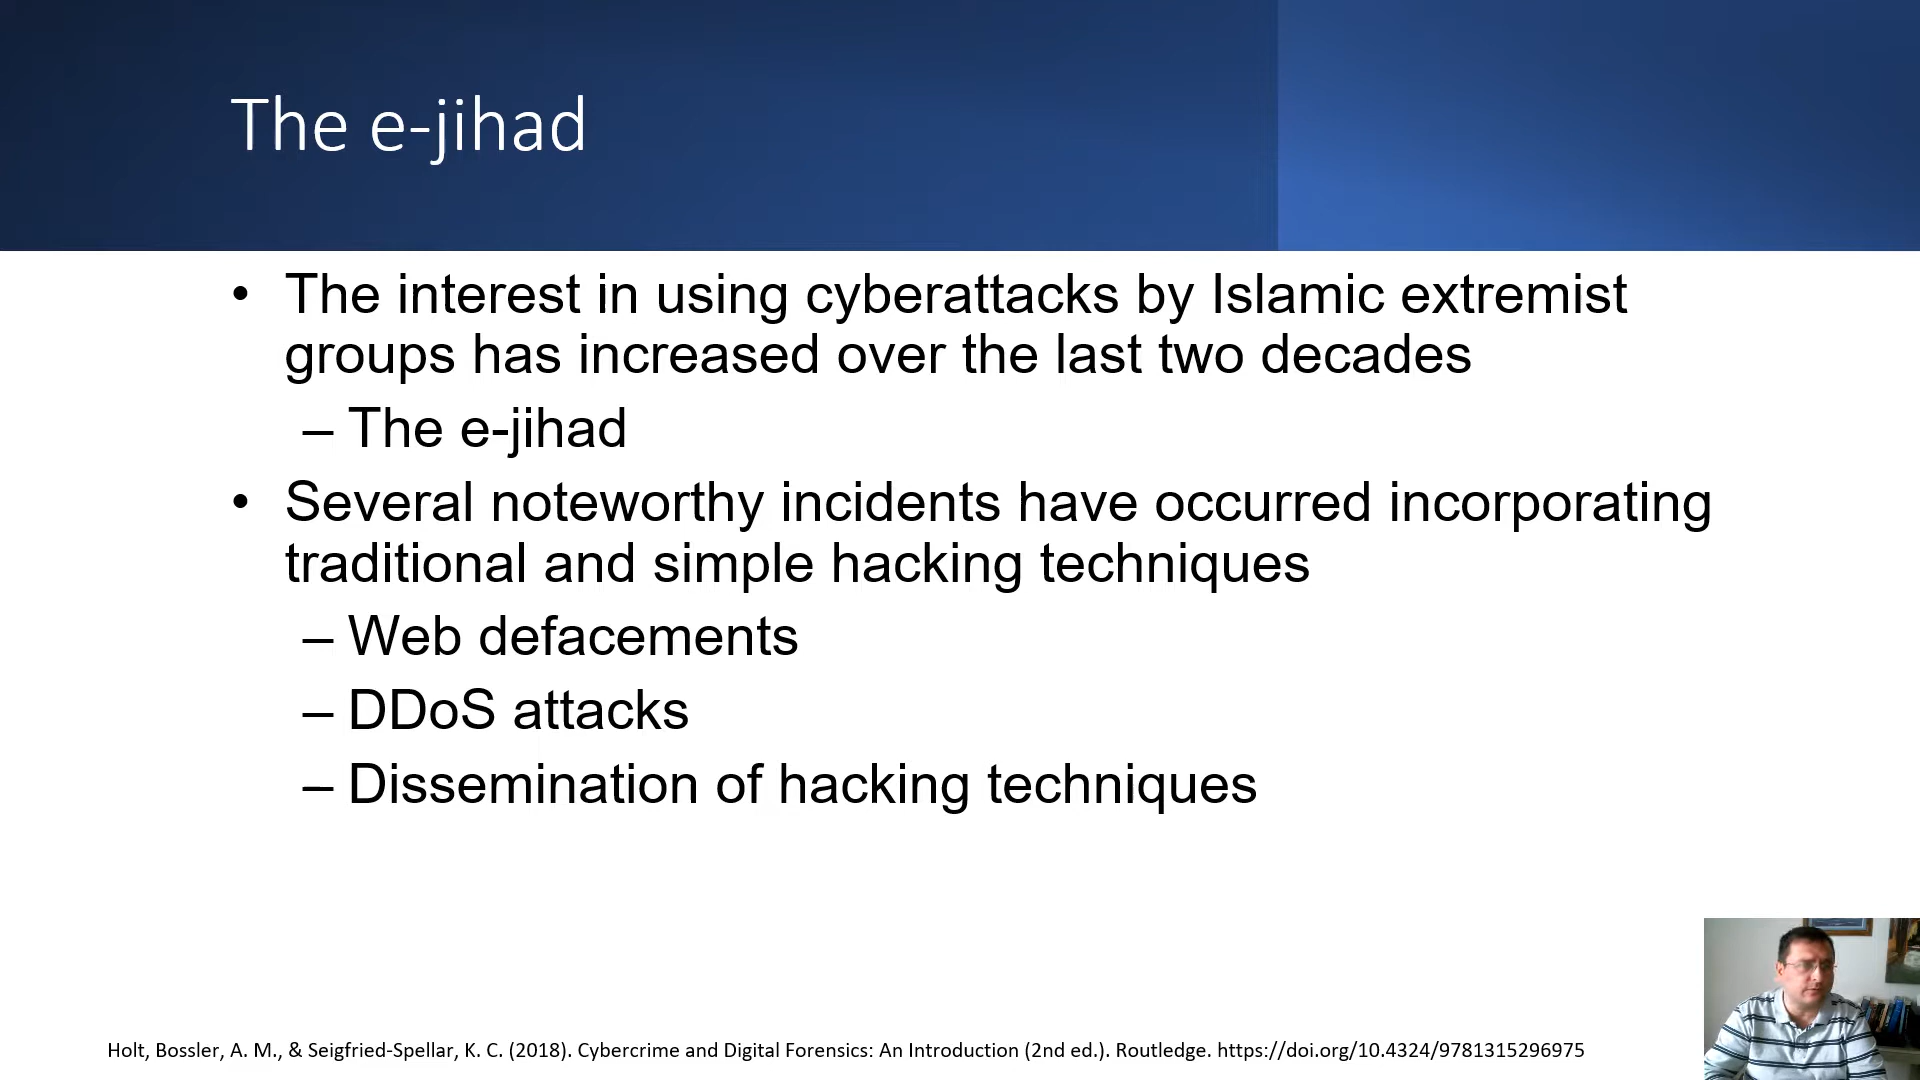 The e-jihad
• The interest in using cyberattacks by Islamic extremist
groups has increased over the last two decades
– The e-jihad
• Several noteworthy incidents have occurred incorporating
traditional and simple hacking techniques
– Web defacements
– DDoS attacks
– Dissemination of hacking techniques
Holt, Bossler, A. M., & Seigfried-Spellar, K. C. (2018). Cybercrime and Digital Forensics: An Introduction (2nd ed.). Routledge. https://doi.org/10.4324/9781315296975